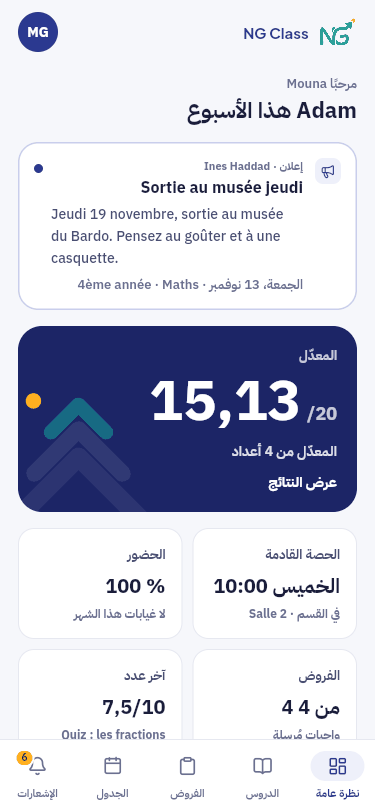 NG Class
MG
مرحبًا Mouna
Adam هذا الأسبوع
إعلان · Ines Haddad
Sortie au musée jeudi
Jeudi 19 novembre, sortie au musée
du Bardo. Pensez au goûter et à une
casquette.
الجمعة، 13 نوفمبر · 4ème année · Maths
المعدّل
15,13 /20
المعدّل من 4 أعداد
عرض النتائج
الحصة القادمة
الخميس 10:00
في القسم · Salle 2
الحضور
100 %
لا غيابات هذا الشهر
الفروض
4 من 4
واجبات مُرسلة
آخر عدد
7,5/10
Quiz : les fractions
نظرة عامة
الدروس
الفروض
الجدول
6
الإشعارات